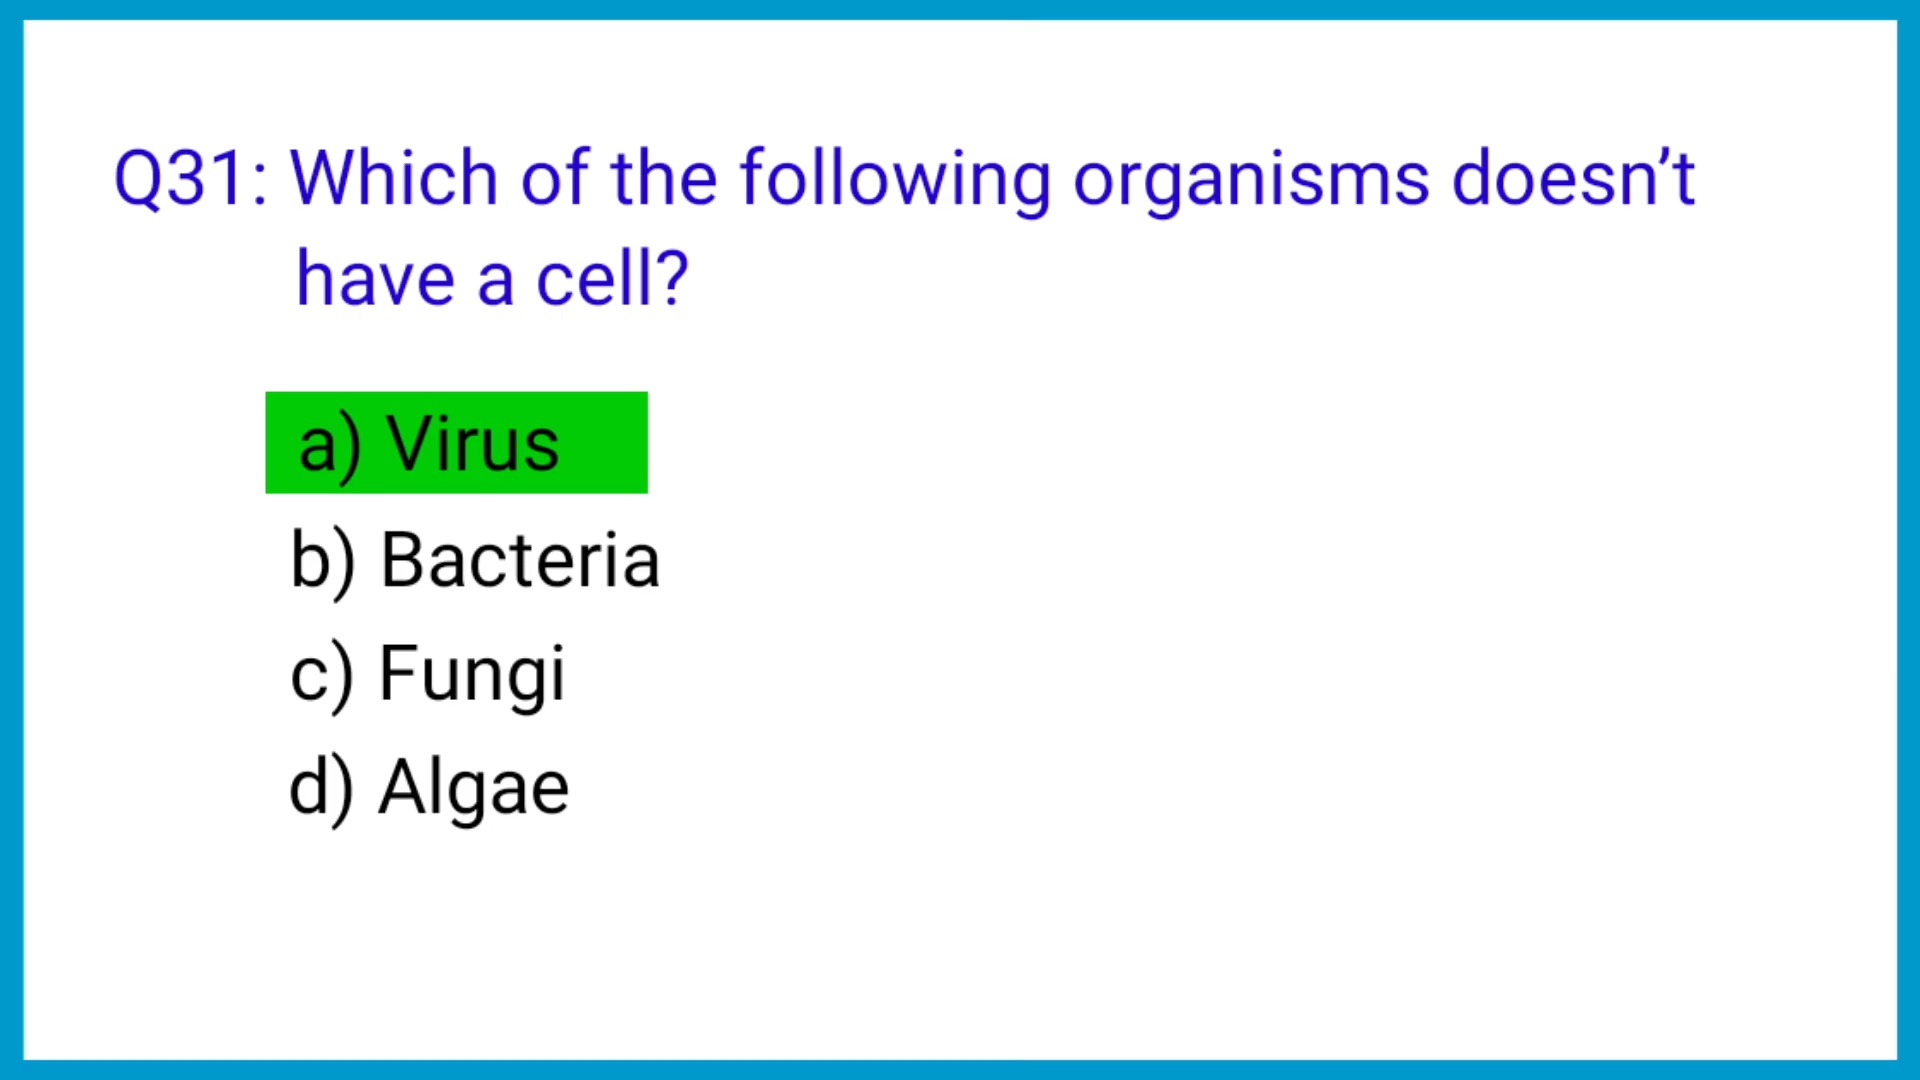 Q31: Which of the following organisms doesn’t
have a cell?
a) Virus
b) Bacteria
c) Fungi
d) Algae